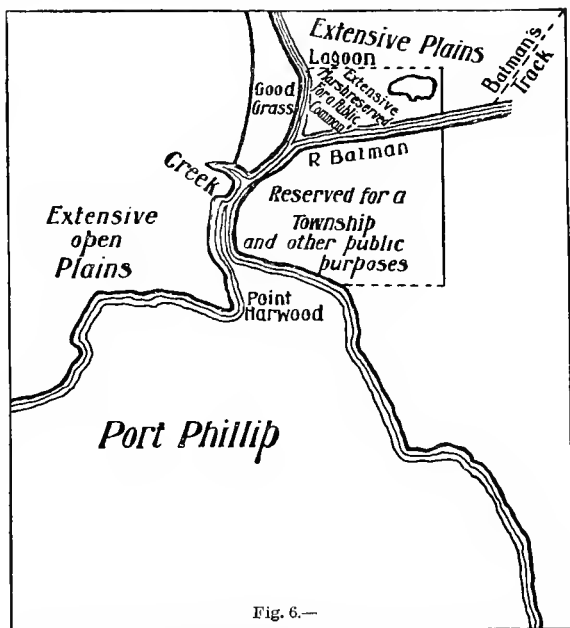 Extensive Plains
Lagoon
Extensive
Marsh reserved
for a Public
Common
Batman's
Track
Good
Grass
R Batman
Creek
Reserved for a
Township
and other public
purposes
Extensive
open
Plains
Point
Harwood
Port Phillip
Fig. 6.—